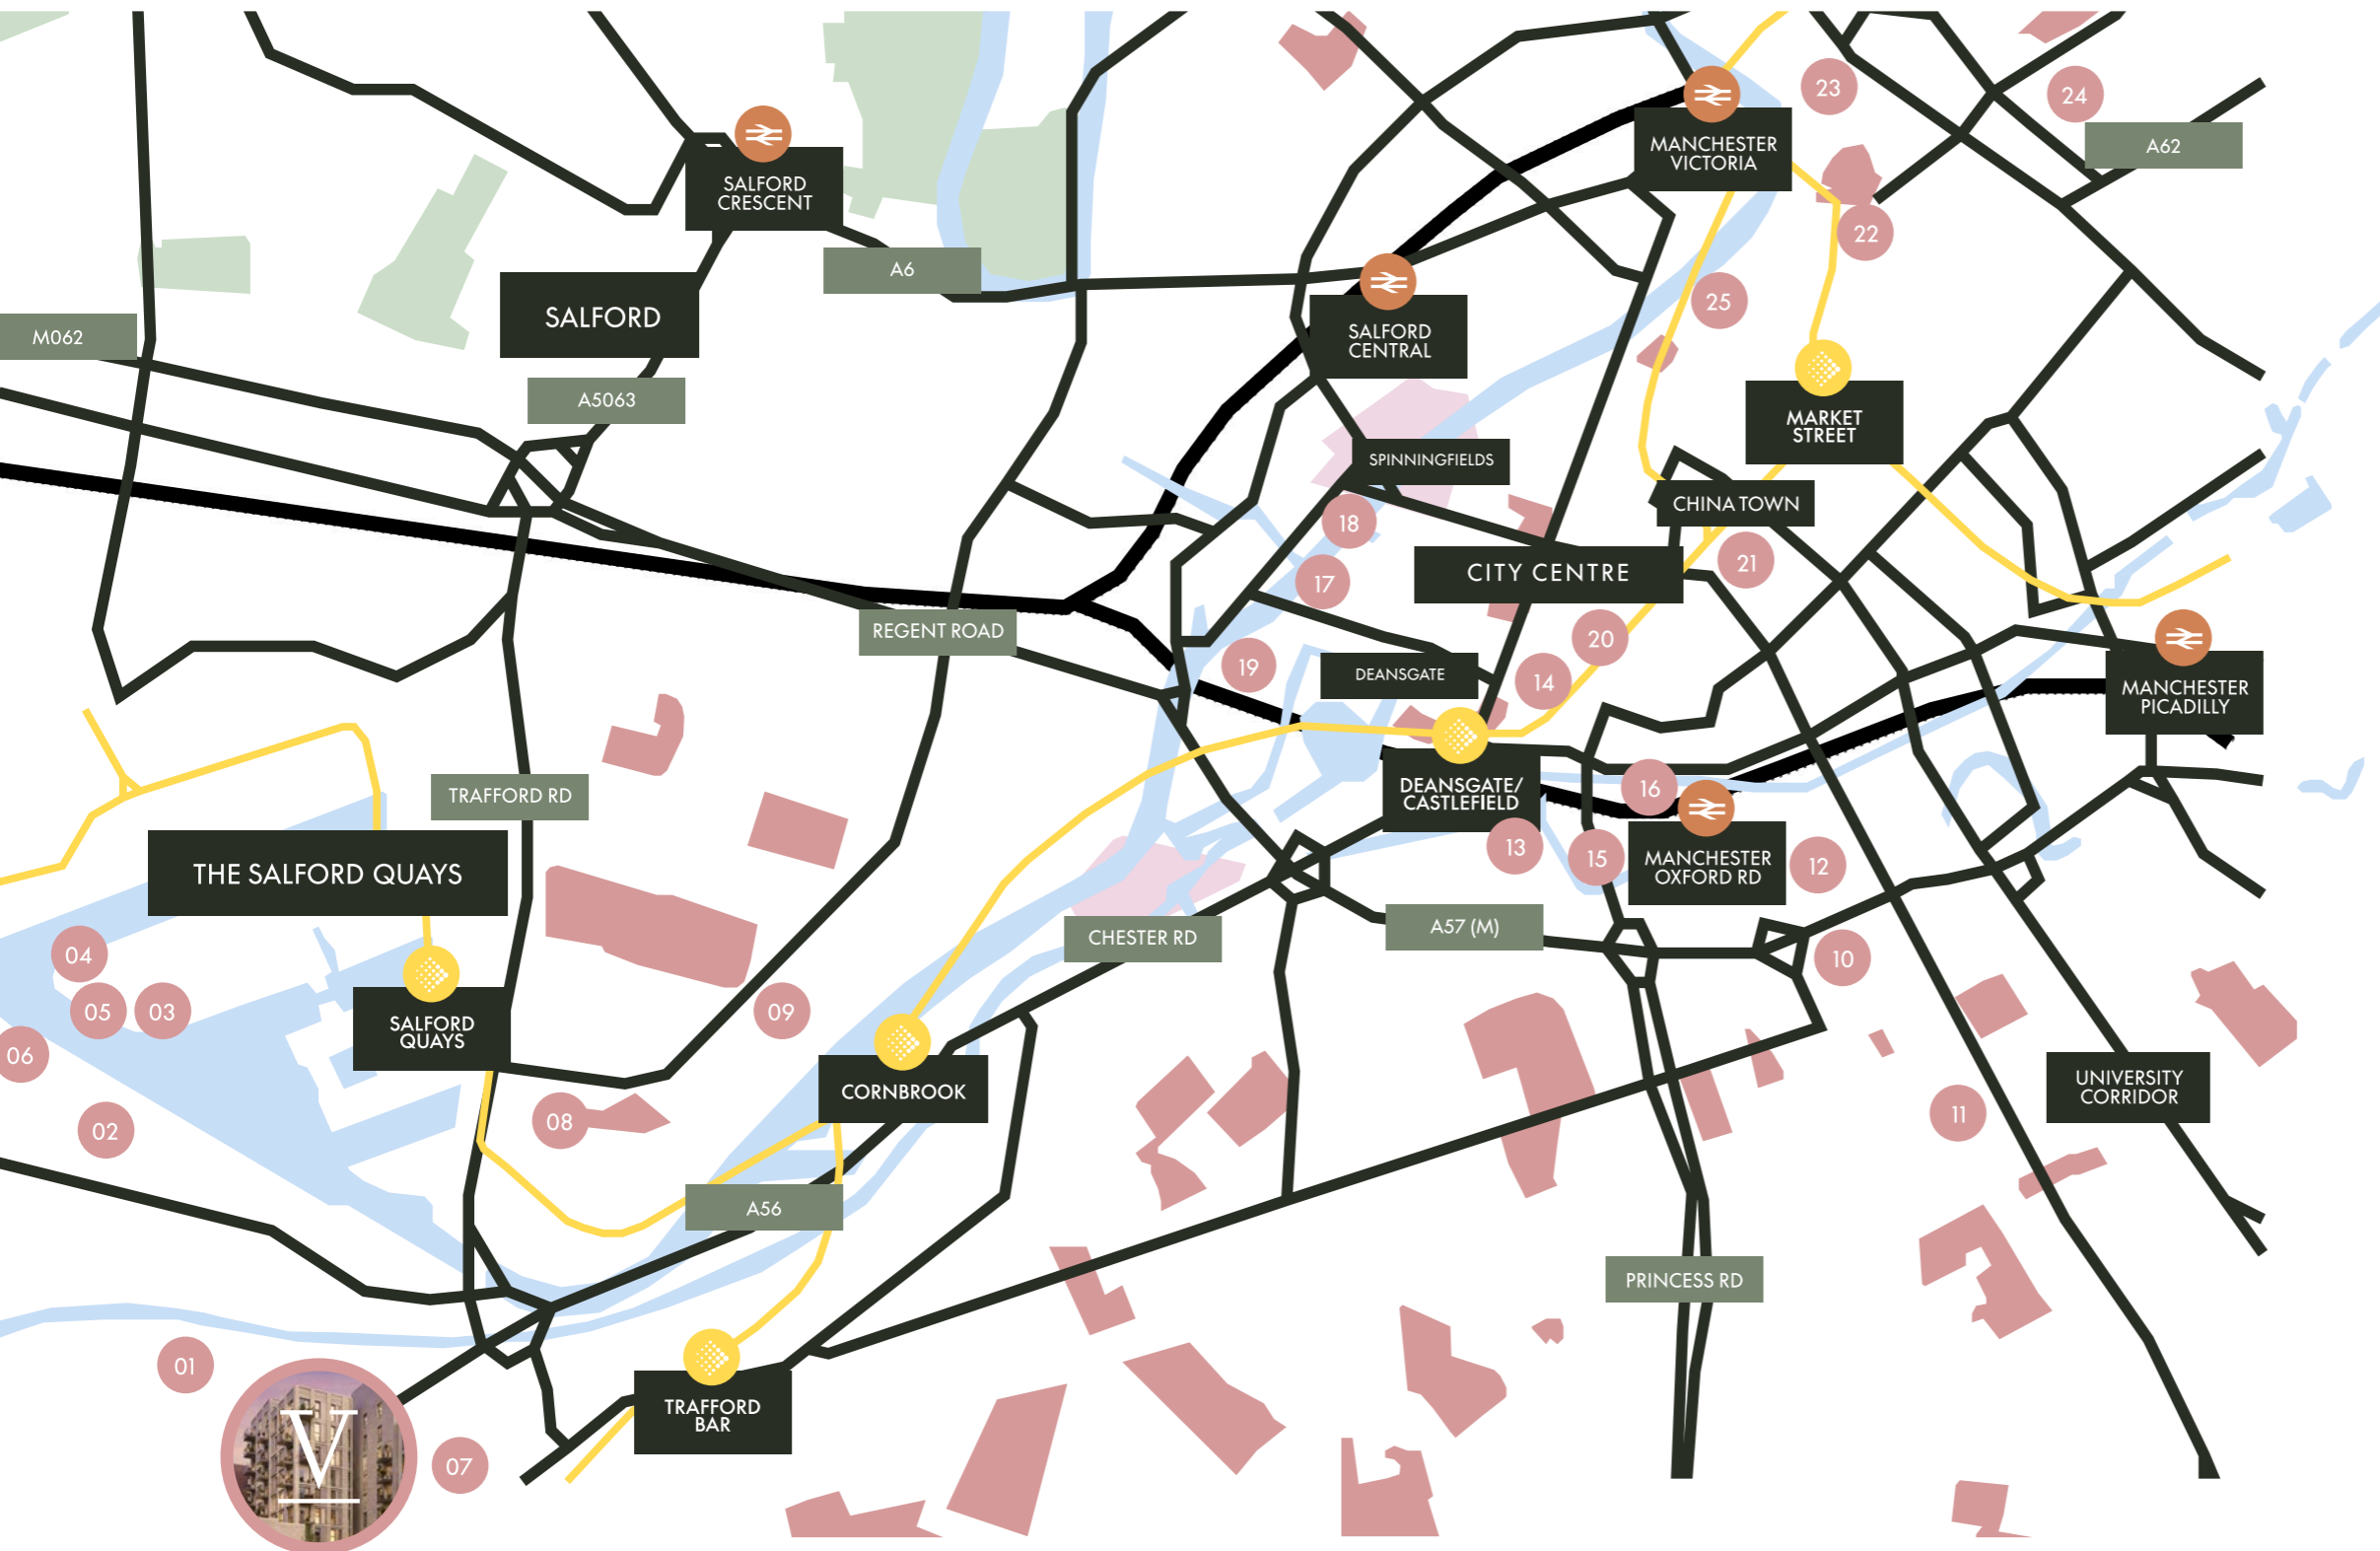 23
24
MANCHESTER
VICTORIA
A62
SALFORD
CRESCENT
22
A6
25
SALFORD
M062
SALFORD
CENTRAL
A5063
MARKET
STREET
SPINNINGFIELDS
CHINA TOWN
18
21
CITY CENTRE
17
REGENT ROAD
20
19
DEANSGATE
14
MANCHESTER
PICADILLY
TRAFFORD RD
DEANSGATE/
CASTLEFIELD
16
13
15
MANCHESTER
OXFORD RD
12
THE SALFORD QUAYS
CHESTER RD
A57 (M)
04
10
05
03
09
SALFORD
QUAYS
06
CORNBROOK
UNIVERSITY
CORRIDOR
08
11
02
A56
PRINCESS RD
01
TRAFFORD
BAR
V
07